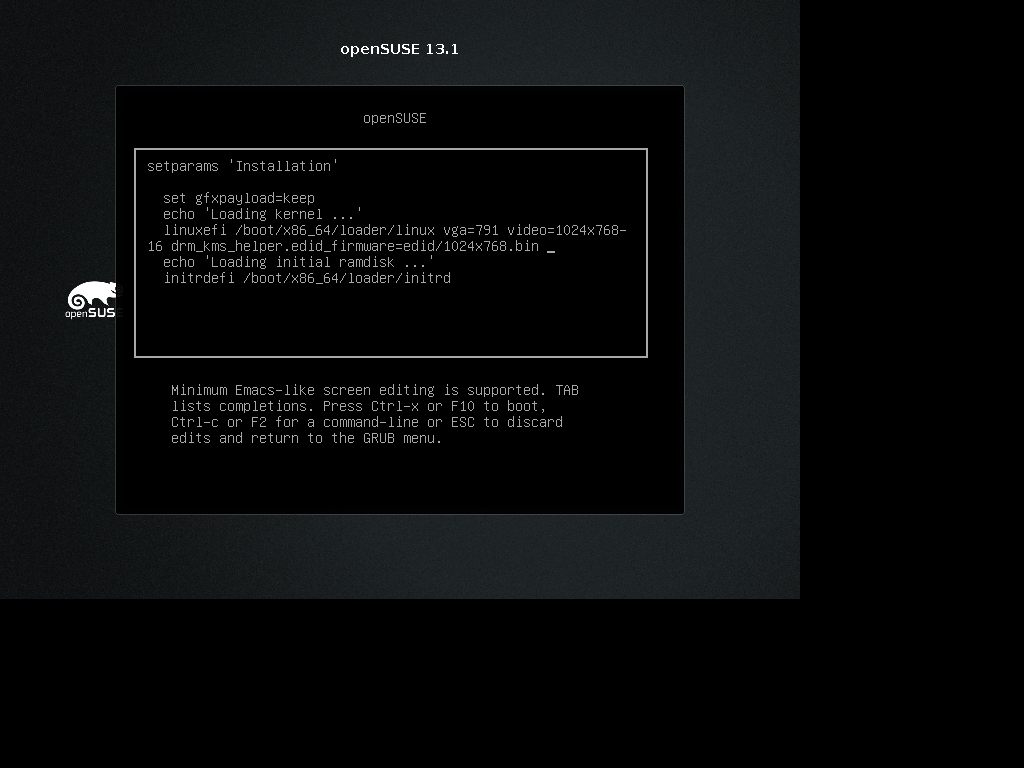 openSUSE 13.1
openSUSE
setparams 'Installation'
set gfxpayload=keep
echo 'Loading kernel ...'
linuxefi /boot/x86_64/loader/linux vga=791 video=1024x768-
16 drm_kms_helper.edid_firmware=edid/1024x768.bin _
echo 'Loading initial ramdisk ...'
initrdefi /boot/x86_64/loader/initrd
openSUS
Minimum Emacs-like screen editing is supported. TAB
lists completions. Press Ctrl-x or F10 to boot,
Ctrl-c or F2 for a command-line or ESC to discard
edits and return to the GRUB menu.